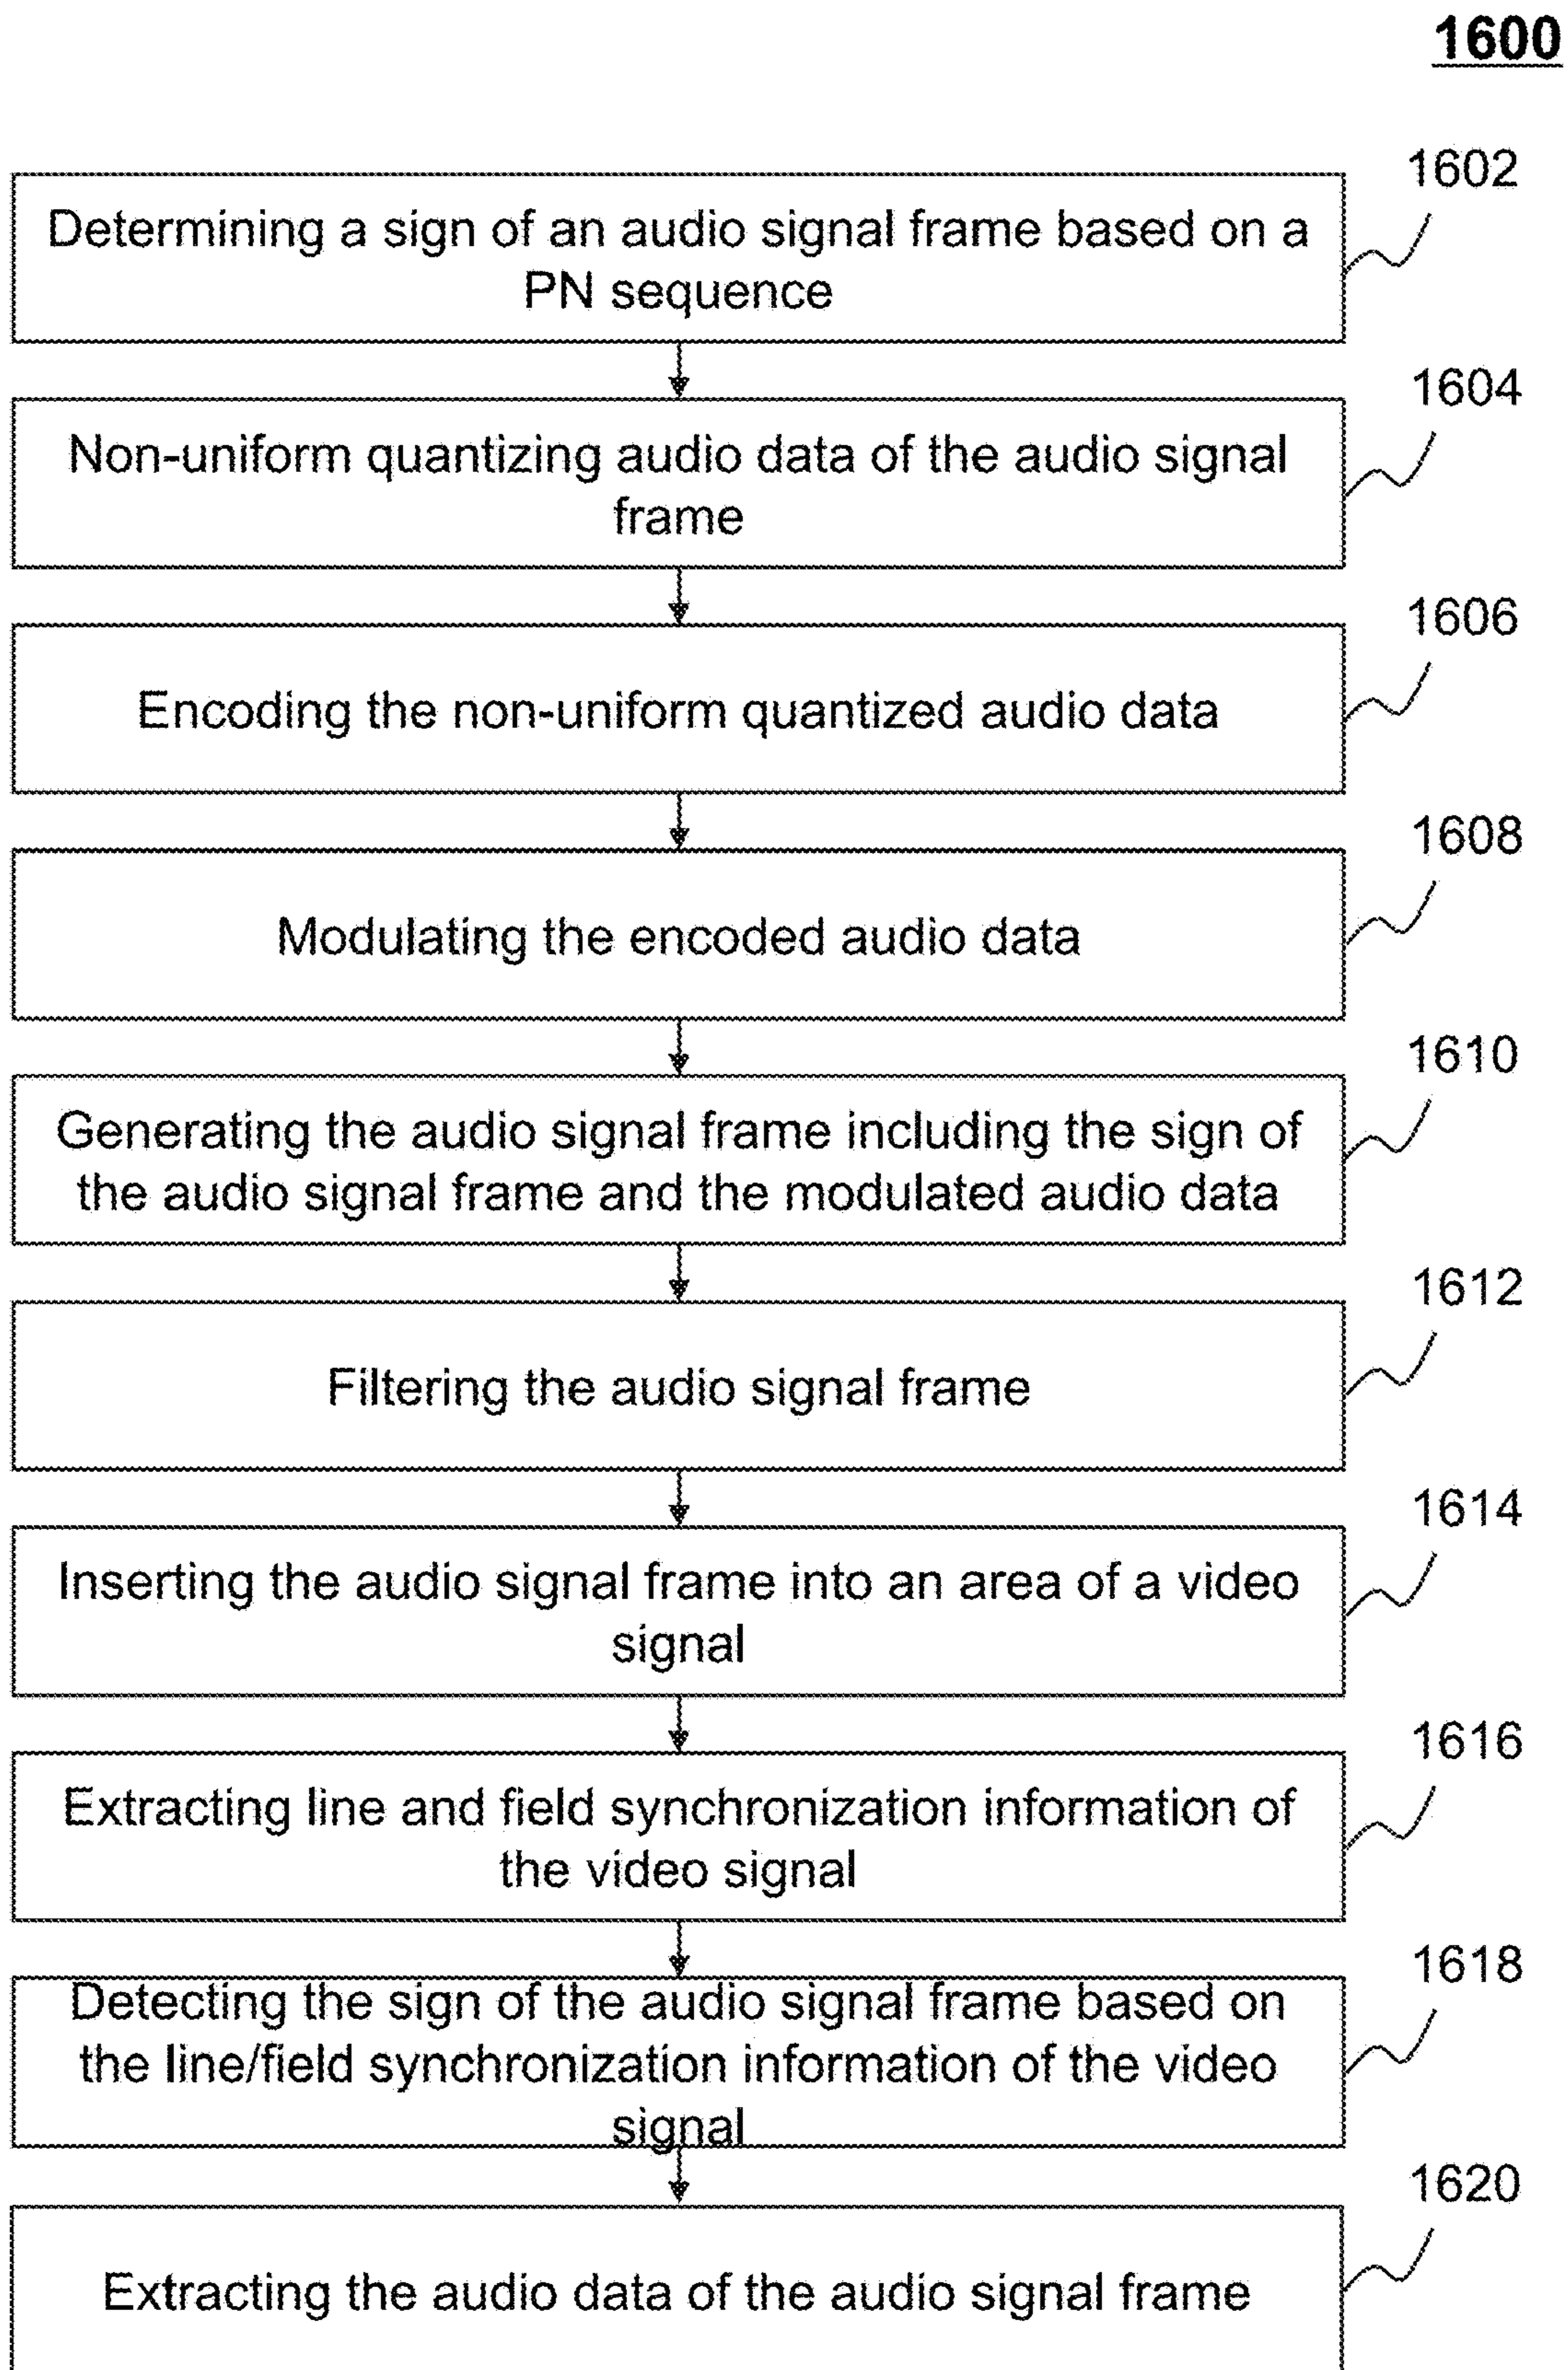 1600
1602
Determining a sign of an audio signal frame based on a
PN sequence
1604
Non-uniform quantizing audio data of the audio signal
frame
1606
Encoding the non-uniform quantized audio data
1608
Modulating the encoded audio data
1610
Generating the audio signal frame including the sign of
the audio signal frame and the modulated audio data
1612
Filtering the audio signal frame
1614
Inserting the audio signal frame into an area of a video
signal
1616
Extracting line and field synchronization information of
the video signal
1618
Detecting the sign of the audio signal frame based on
the line/field synchronization information of the video
signal
1620
Extracting the audio data of the audio signal frame